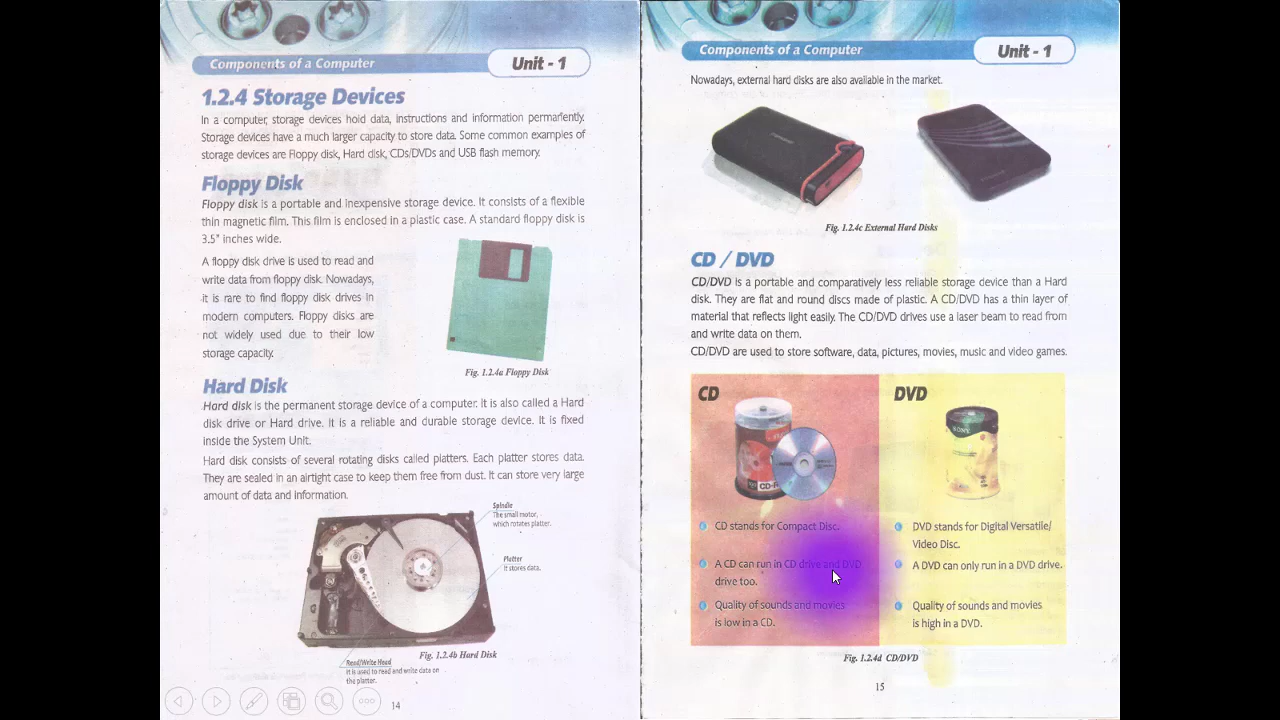 Components of a Computer
Unit - 1
1.2.4 Storage Devices
In a computer, storage devices hold data, instructions and information permanently.
Storage devices have a much larger capacity to store data. Some common examples of
storage devices are Floppy disk, Hard disk, CDs/DVDs and USB flash memory.
Floppy Disk
Floppy disk is a portable and inexpensive storage device. It consists of a flexible
thin magnetic film. This film is enclosed in a plastic case. A standard floppy disk is
3.5" inches wide.
A floppy disk drive is used to read and
write data from floppy disk. Nowadays,
it is rare to find floppy disk drives in
modern computers. Floppy disks are
not widely used due to their low
storage capacity.
Fig. 1.2.4a Floppy Disk
Hard Disk
Hard disk is the permanent storage device of a computer. It is also called a Hard
disk drive or Hard drive. It is a reliable and durable storage device. It is fixed
inside the System Unit.
Hard disk consists of several rotating disks called platters. Each platter stores data.
They are sealed in an airtight case to keep them free from dust. It can store very large
amount of data and information.
Spindle
The small motor,
which rotates platter.
Platter
It stores data.
Fig. 1.2.4b Hard Disk
Read/Write Head
It is used to read and write data on
the platter.
14
Components of a Computer
Unit - 1
Nowadays, external hard disks are also available in the market.
Fig. 1.2.4c External Hard Disks
CD / DVD
CD/DVD is a portable and comparatively less reliable storage device than a Hard
disk. They are flat and round discs made of plastic. A CD/DVD has a thin layer of
material that reflects light easily. The CD/DVD drives use a laser beam to read from
and write data on them.
CD/DVD are used to store software, data, pictures, movies, music and video games.
CD
CD-R
CD stands for Compact Disc.
A CD can run in CD drive and DVD
drive too.
Quality of sounds and movies
is low in a CD.
DVD
SONY
DVD stands for Digital Versatile/
Video Disc.
A DVD can only run in a DVD drive.
Quality of sounds and movies
is high in a DVD.
Fig. 1.2.4d CD/DVD
15